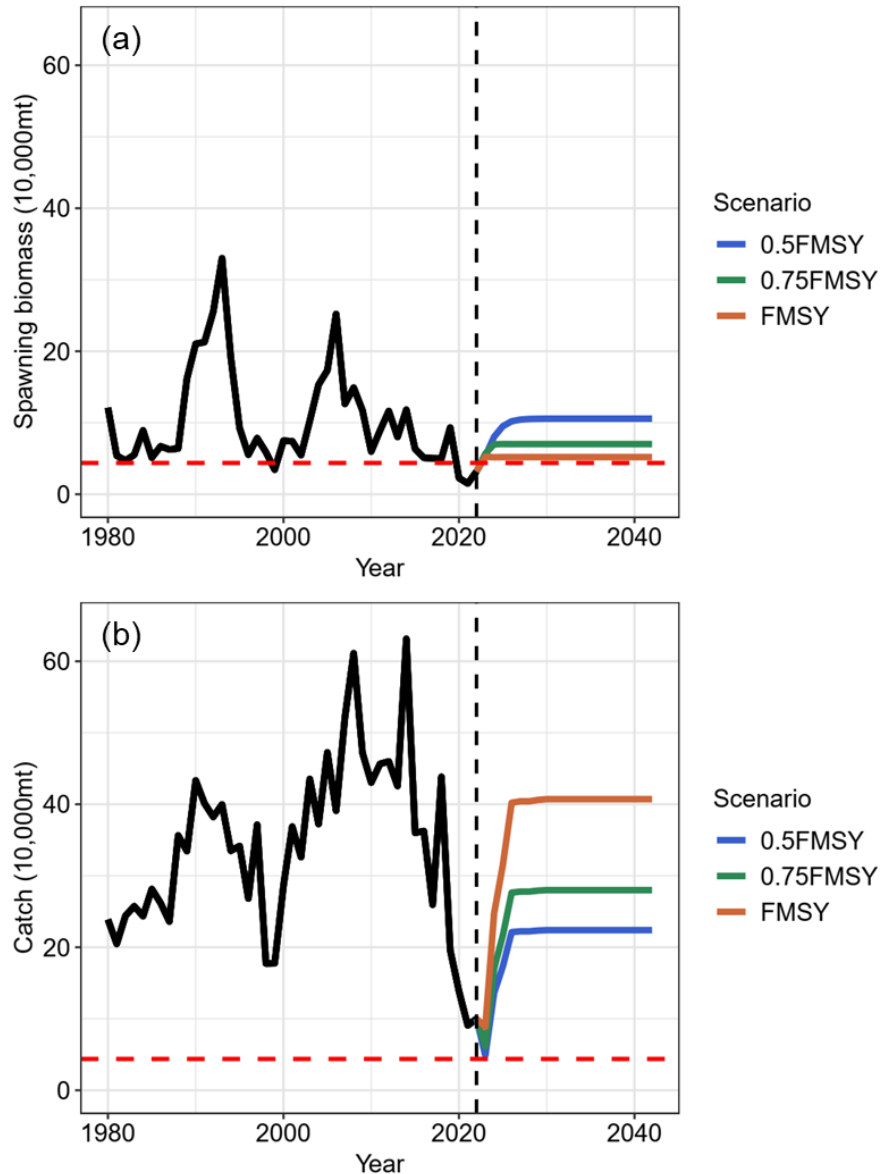 (a)
60
40
20
0
Spawning biomass (10,000mt)
1980
2000
2020
2040
Year
Scenario
0.5FMSY
0.75FMSY
FMSY
(b)
60
40
20
0
Catch (10,000mt)
1980
2000
2020
2040
Year
Scenario
0.5FMSY
0.75FMSY
FMSY